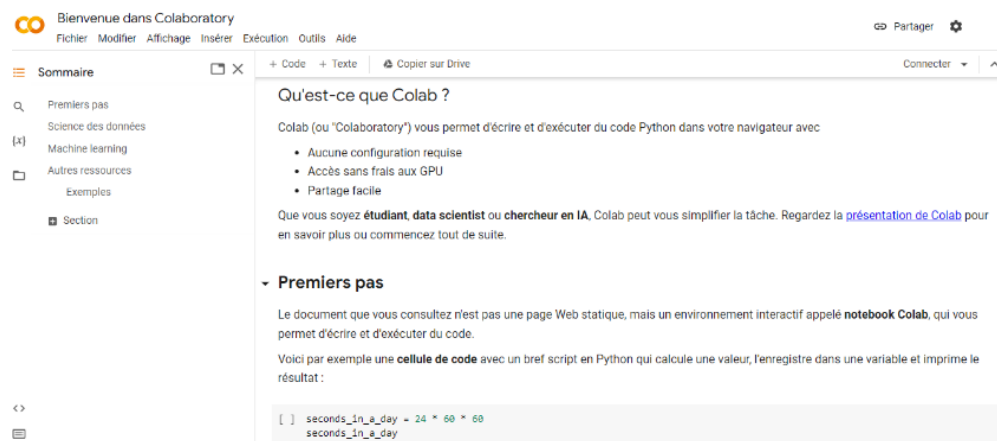 Bienvenue dans Colaboratory
Fichier Modifier Affichage Insérer Exécution Outils Aide
Partager
Sommaire
Premiers pas
Science des données
Machine learning
Autres ressources
Exemples
Section
+ Code + Texte Copier sur Drive
Connecter
Qu'est-ce que Colab ?
Colab (ou "Colaboratory") vous permet d'écrire et d'exécuter du code Python dans votre navigateur avec
• Aucune configuration requise
• Accès sans frais aux GPU
• Partage facile
Que vous soyez étudiant, data scientist ou chercheur en IA, Colab peut vous simplifier la tâche. Regardez la présentation de Colab pour
en savoir plus ou commencez tout de suite.
Premiers pas
Le document que vous consultez n'est pas une page Web statique, mais un environnement interactif appelé notebook Colab, qui vous
permet d'écrire et d'exécuter du code.
Voici par exemple une cellule de code avec un bref script en Python qui calcule une valeur, l'enregistre dans une variable et imprime le
résultat :
[ ] seconds_in_a_day = 24 * 60 * 60
seconds_in_a_day